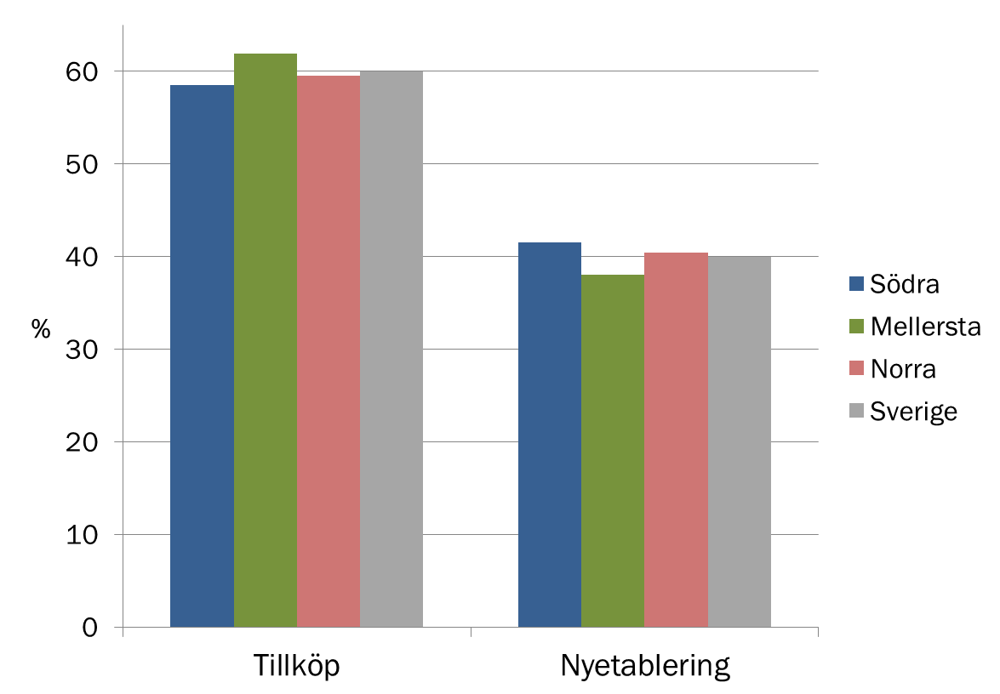 60
50
40
30
20
10
0
%
Tillköp
Nyetablering
Södra
Mellersta
Norra
Sverige